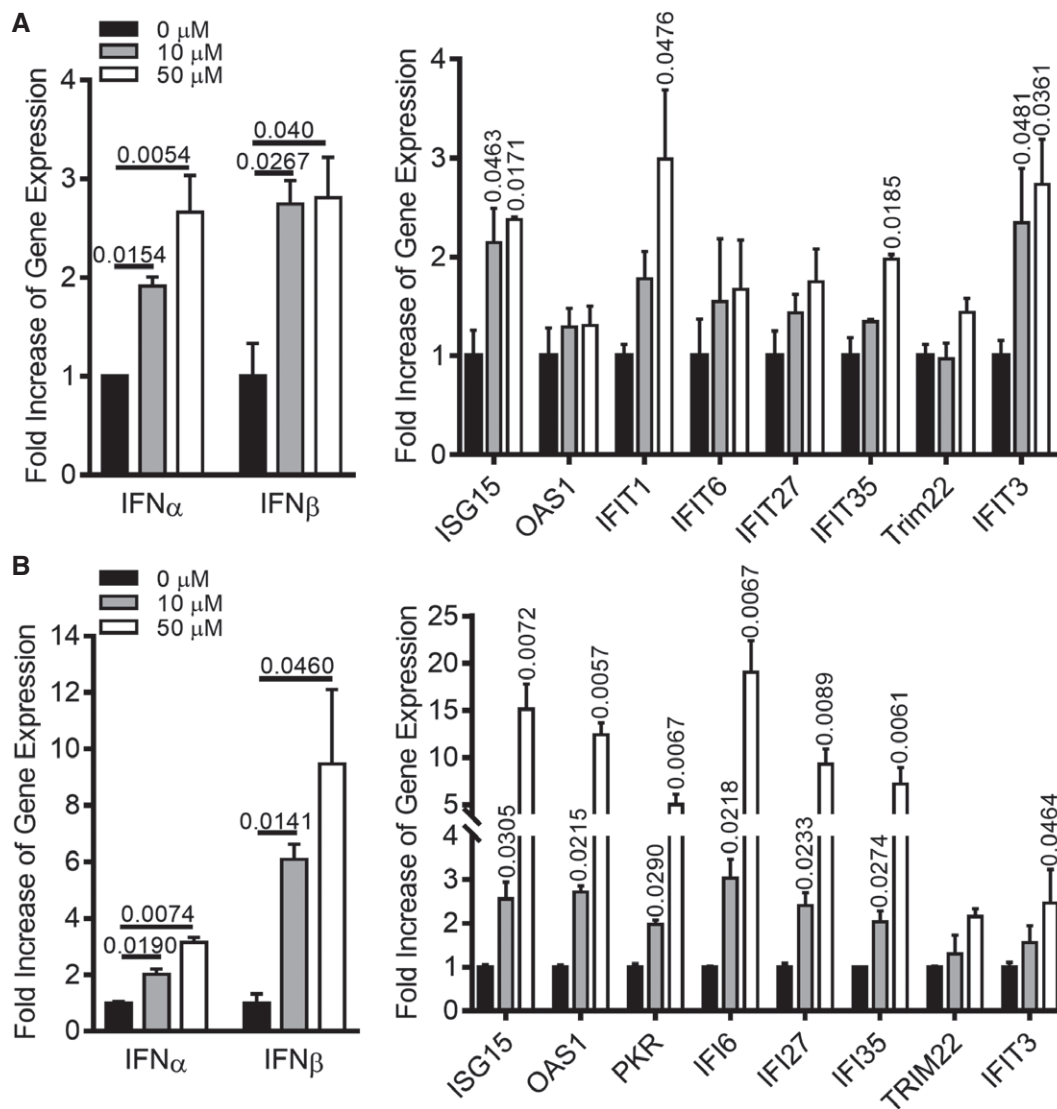 A
0 μM
10 μM
50 μM
Fold Increase of Gene Expression
4
3
2
1
0
0.0154
0.0054
0.0267
0.040
IFNα
IFNβ
Fold Increase of Gene Expression
4
3
2
1
0
0.0463
0.0171
0.0476
0.0185
0.0481
0.0361
ISG15
OAS1
IFIT1
IFIT6
IFIT27
IFIT35
Trim22
IFIT3
B
0 μM
10 μM
50 μM
Fold Increase of Gene Expression
14
12
10
8
6
4
2
0
0.0190
0.0074
0.0141
0.0460
IFNα
IFNβ
Fold Increase of Gene Expression
25
20
15
10
5
4
3
2
1
0
0.0305
0.0072
0.0215
0.0057
0.0290
0.0067
0.0218
0.0067
0.0233
0.0089
0.0274
0.0061
0.0464
ISG15
OAS1
PKR
IFI6
IFI27
IFI35
TRIM22
IFIT3